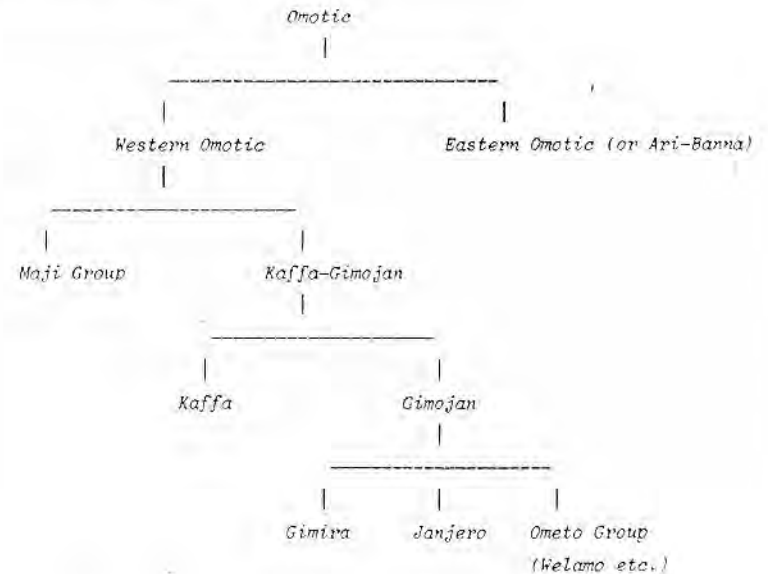 Omotic
Western Omotic Eastern Omotic (or Ari-Banna)
Maji Group Kaffa-Gimojan
Kaffa Gimojan
Gimira Janjero Ometo Group
(Welamo etc.)